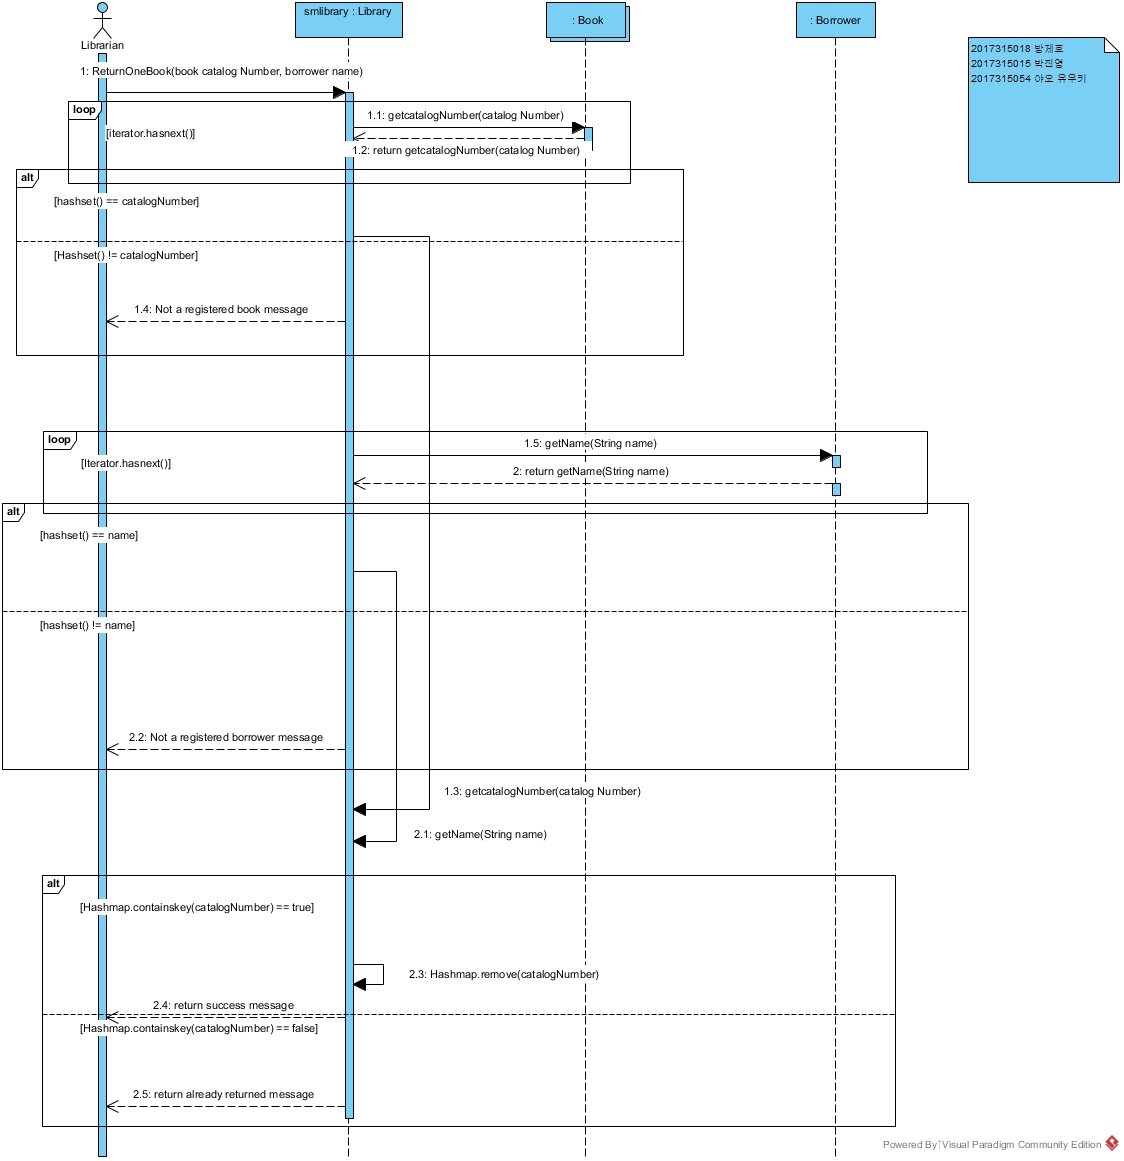 smlibrary : Library
: Book
: Borrower
Librarian
2017315018 방제호
2017315015 박진영
2017315054 야오 유우키
1: ReturnOneBook(book catalog Number, borrower name)
loop
1.1: getcatalogNumber(catalog Number)
[iterator.hasnext()]
1.2: return getcatalogNumber(catalog Number)
alt
[hashset() == catalogNumber]
[Hashset() != catalogNumber]
1.4: Not a registered book message
loop
1.5: getName(String name)
[Iterator.hasnext()]
2: return getName(String name)
alt
[hashset() == name]
[hashset() != name]
2.2: Not a registered borrower message
1.3: getcatalogNumber(catalog Number)
2.1: getName(String name)
alt
[Hashmap.containskey(catalogNumber) == true]
2.3: Hashmap.remove(catalogNumber)
2.4: return success message
[Hashmap.containskey(catalogNumber) == false]
2.5: return already returned message
Powered By Visual Paradigm Community Edition